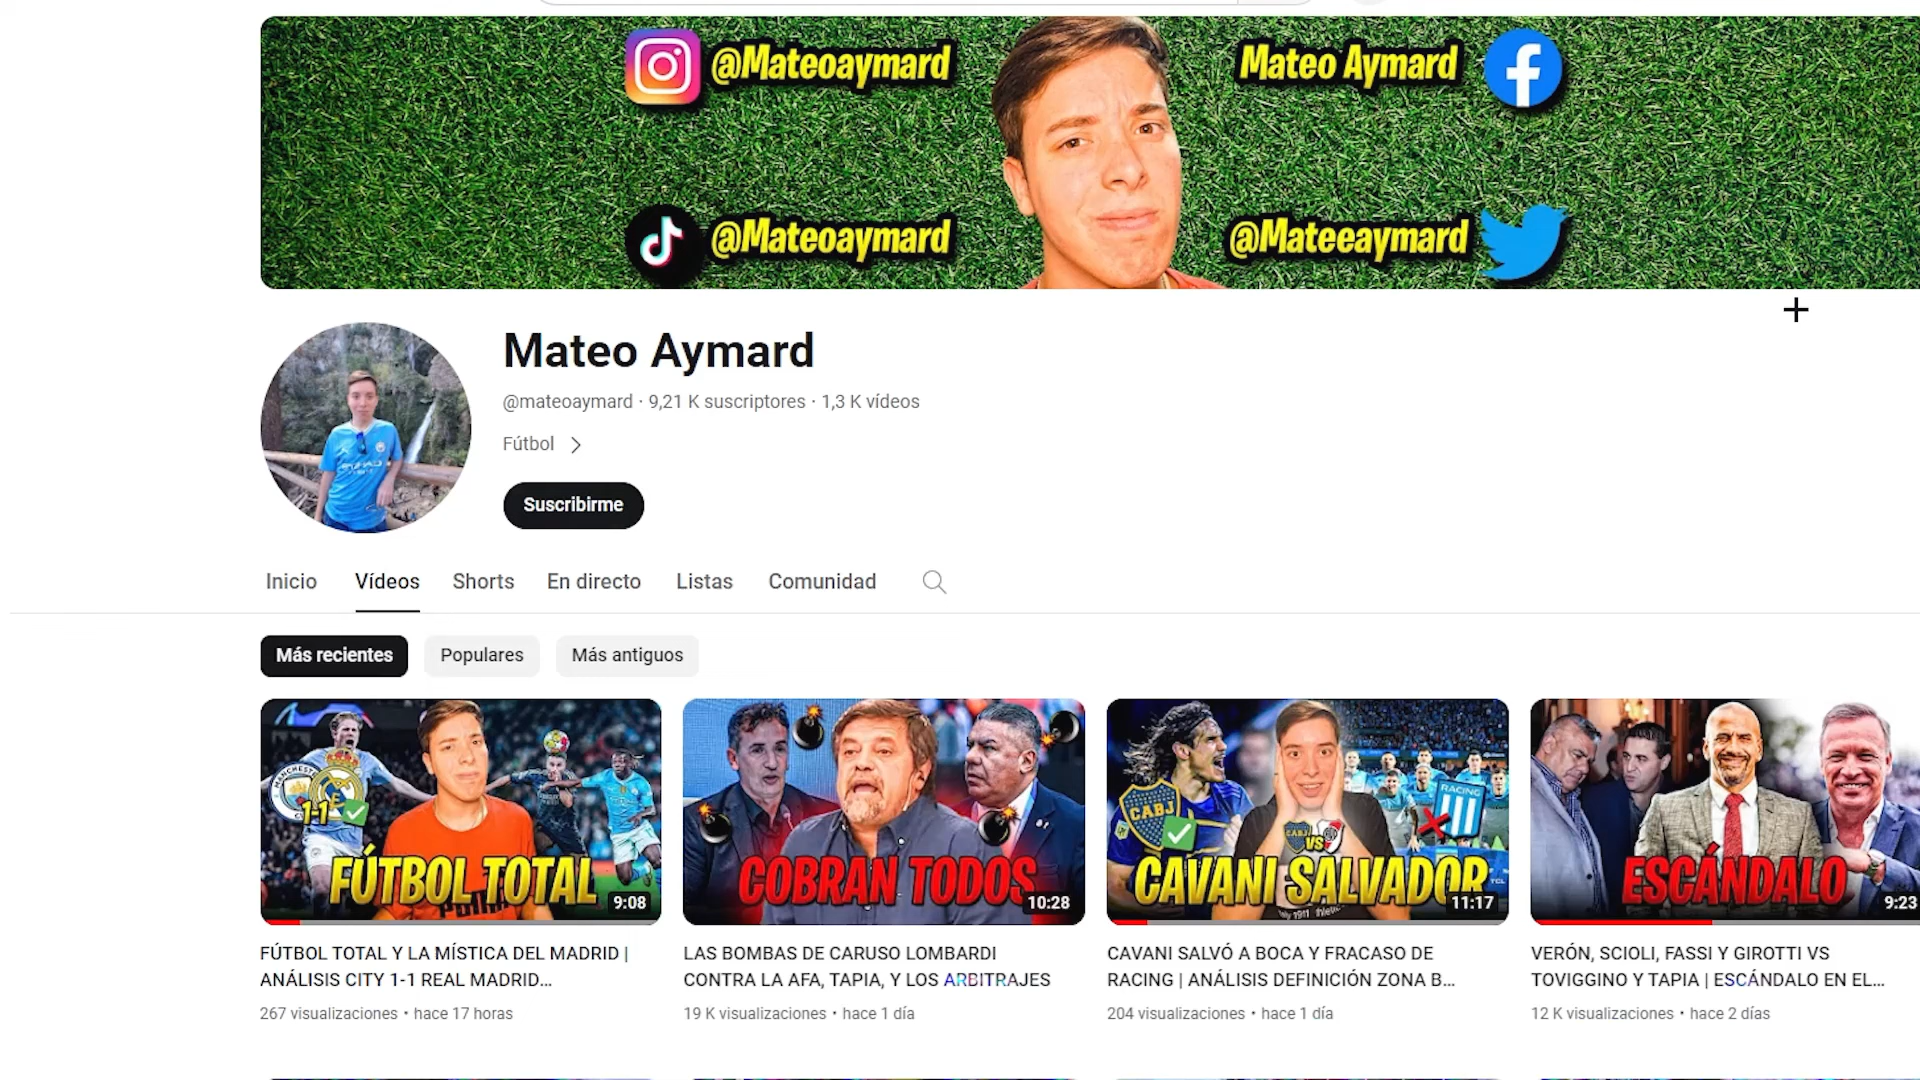 @Mateoaymard
Mateo Aymard
@Mateoaymard
@Mateeaymard
Mateo Aymard
@mateoaymard · 9,21 K suscriptores · 1,3 K vídeos
Fútbol
Suscribirme
Inicio Vídeos Shorts En directo Listas Comunidad
Más recientes Populares Más antiguos
1-1
FÚTBOL TOTAL
9:08
COBRAN TODOS
10:28
CABJ
RACING
CABJ
VS
CAVANI SALVADOR
11:17
ESCÁNDALO
9:23
FÚTBOL TOTAL Y LA MÍSTICA DEL MADRID |
ANÁLISIS CITY 1-1 REAL MADRID...
267 visualizaciones • hace 17 horas
LAS BOMBAS DE CARUSO LOMBARDI
CONTRA LA AFA, TAPIA, Y LOS ARBITRAJES
19 K visualizaciones • hace 1 día
CAVANI SALVÓ A BOCA Y FRACASO DE
RACING | ANÁLISIS DEFINICIÓN ZONA B...
204 visualizaciones • hace 1 día
VERÓN, SCIOLI, FASSI Y GIROTTI VS
TOVIGGINO Y TAPIA | ESCÁNDALO EN EL...
12 K visualizaciones • hace 2 días